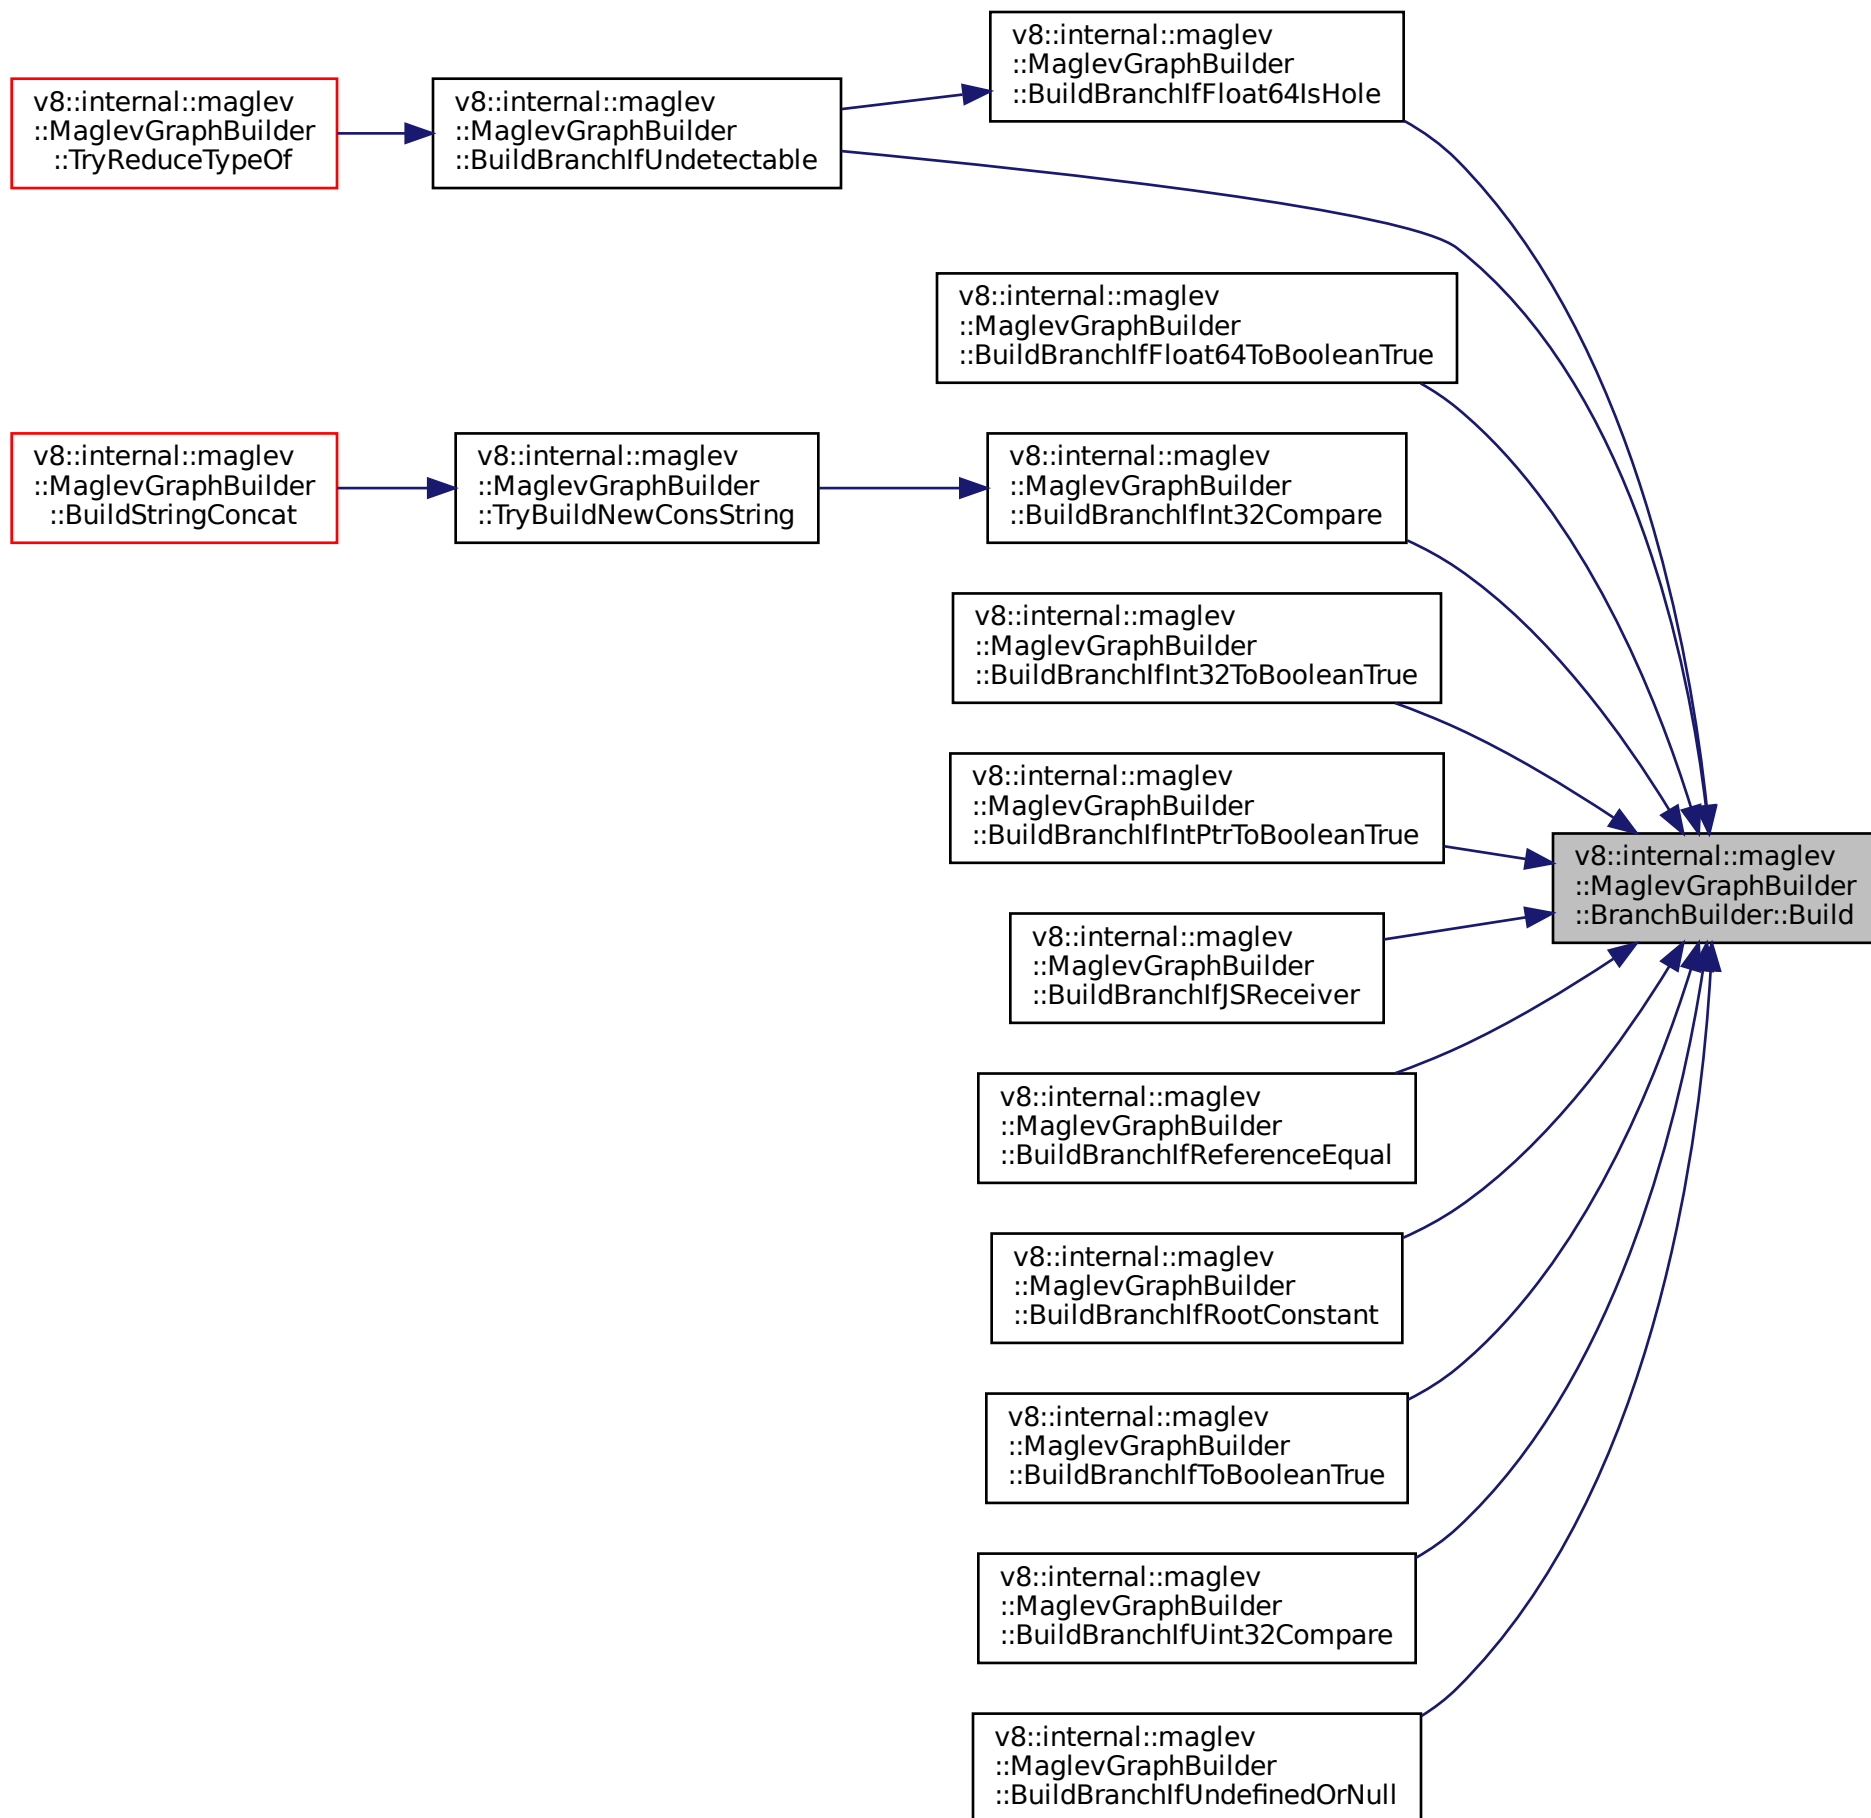 v8::internal::maglev
::MaglevGraphBuilder
::BuildBranchIfFloat64IsHole
v8::internal::maglev
::MaglevGraphBuilder
::TryReduceTypeOf
v8::internal::maglev
::MaglevGraphBuilder
::BuildBranchIfUndetectable
v8::internal::maglev
::MaglevGraphBuilder
::BuildBranchIfFloat64ToBooleanTrue
v8::internal::maglev
::MaglevGraphBuilder
::BuildStringConcat
v8::internal::maglev
::MaglevGraphBuilder
::TryBuildNewConsString
v8::internal::maglev
::MaglevGraphBuilder
::BuildBranchIfInt32Compare
v8::internal::maglev
::MaglevGraphBuilder
::BuildBranchIfInt32ToBooleanTrue
v8::internal::maglev
::MaglevGraphBuilder
::BuildBranchIfIntPtrToBooleanTrue
v8::internal::maglev
::MaglevGraphBuilder
::BranchBuilder::Build
v8::internal::maglev
::MaglevGraphBuilder
::BuildBranchIfJSReceiver
v8::internal::maglev
::MaglevGraphBuilder
::BuildBranchIfReferenceEqual
v8::internal::maglev
::MaglevGraphBuilder
::BuildBranchIfRootConstant
v8::internal::maglev
::MaglevGraphBuilder
::BuildBranchIfToBooleanTrue
v8::internal::maglev
::MaglevGraphBuilder
::BuildBranchIfUint32Compare
v8::internal::maglev
::MaglevGraphBuilder
::BuildBranchIfUndefinedOrNull